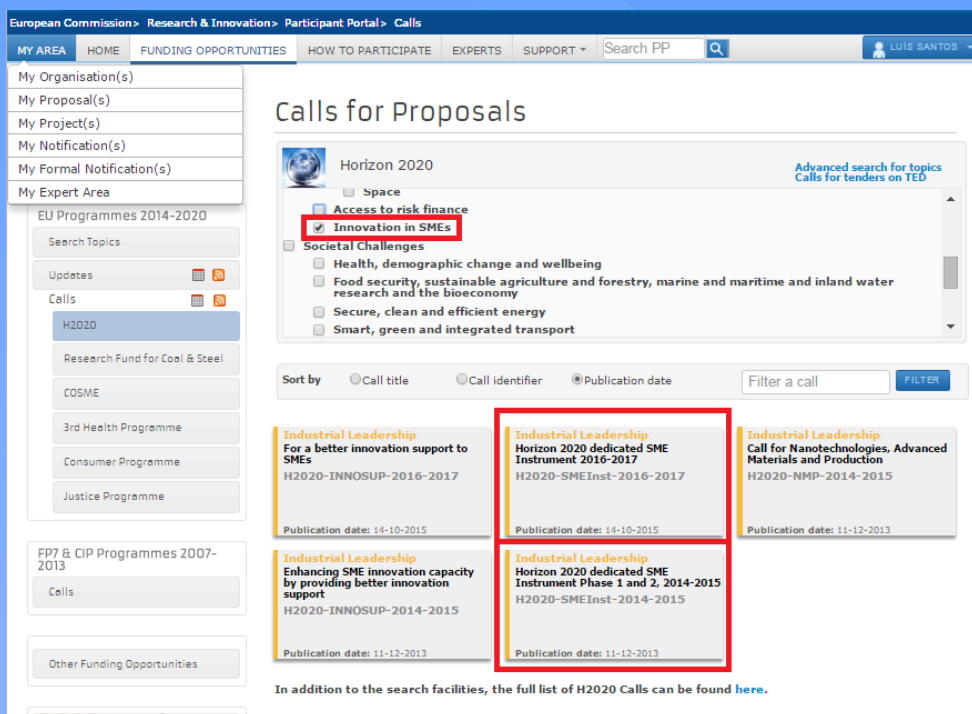 European Commission> Research & Innovation> Participant Portal> Calls
MY AREA HOME FUNDING OPPORTUNITIES HOW TO PARTICIPATE EXPERTS SUPPORT Search PP LUÍS SANTOS
My Organisation(s)
My Proposal(s)
My Project(s)
My Notification(s)
My Formal Notification(s)
My Expert Area
EU Programmes 2014-2020
Search Topics
Updates
Calls
H2020
Research Fund for Coal & Steel
COSME
3rd Health Programme
Consumer Programme
Justice Programme
FP7 & CIP Programmes 2007-
2013
Calls
Other Funding Opportunities
Calls for Proposals
Horizon 2020
Advanced search for topics
Calls for tenders on TED
Space
Access to risk finance
Innovation in SMEs
Societal Challenges
Health, demographic change and wellbeing
Food security, sustainable agriculture and forestry, marine and maritime and inland water
research and the bioeconomy
Secure, clean and efficient energy
Smart, green and integrated transport
Sort by Call title Call identifier Publication date Filter a call FILTER
Industrial Leadership
For a better innovation support to
SMEs
H2020-INNOSUP-2016-2017
Publication date: 14-10-2015
Industrial Leadership
Horizon 2020 dedicated SME
Instrument 2016-2017
H2020-SMEInst-2016-2017
Publication date: 14-10-2015
Industrial Leadership
Call for Nanotechnologies, Advanced
Materials and Production
H2020-NMP-2014-2015
Publication date: 11-12-2013
Industrial Leadership
Enhancing SME innovation capacity
by providing better innovation
support
H2020-INNOSUP-2014-2015
Publication date: 11-12-2013
Industrial Leadership
Horizon 2020 dedicated SME
Instrument Phase 1 and 2, 2014-2015
H2020-SMEInst-2014-2015
Publication date: 11-12-2013
In addition to the search facilities, the full list of H2020 Calls can be found here.